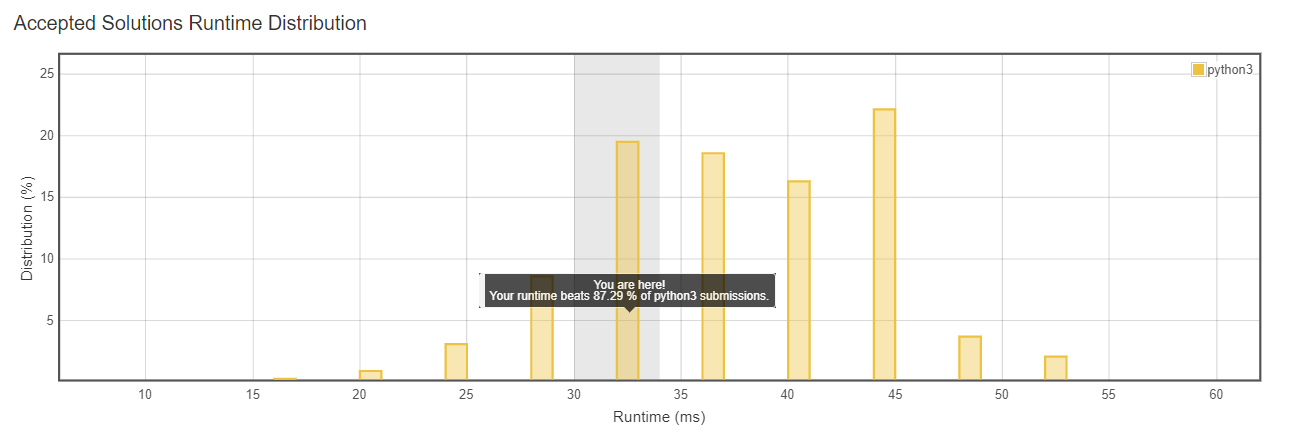 Accepted Solutions Runtime Distribution
python3
25
20
15
10
5
Distribution (%)
You are here!
Your runtime beats 87.29 % of python3 submissions.
10 15 20 25 30 35 40 45 50 55 60
Runtime (ms)